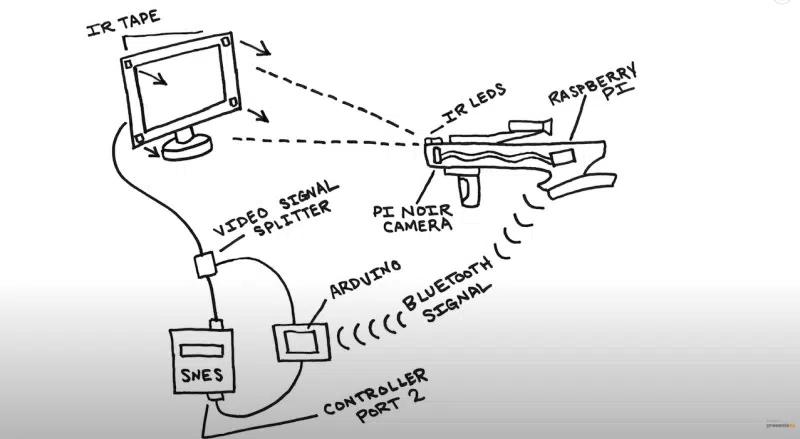 IR TAPE
IR LEDS
RASPBERRY
PI
PI NOIR
CAMERA
VIDEO SIGNAL
SPLITTER
ARDUINO
BLUETOOTH
SIGNAL
SNES
CONTROLLER
PORT 2